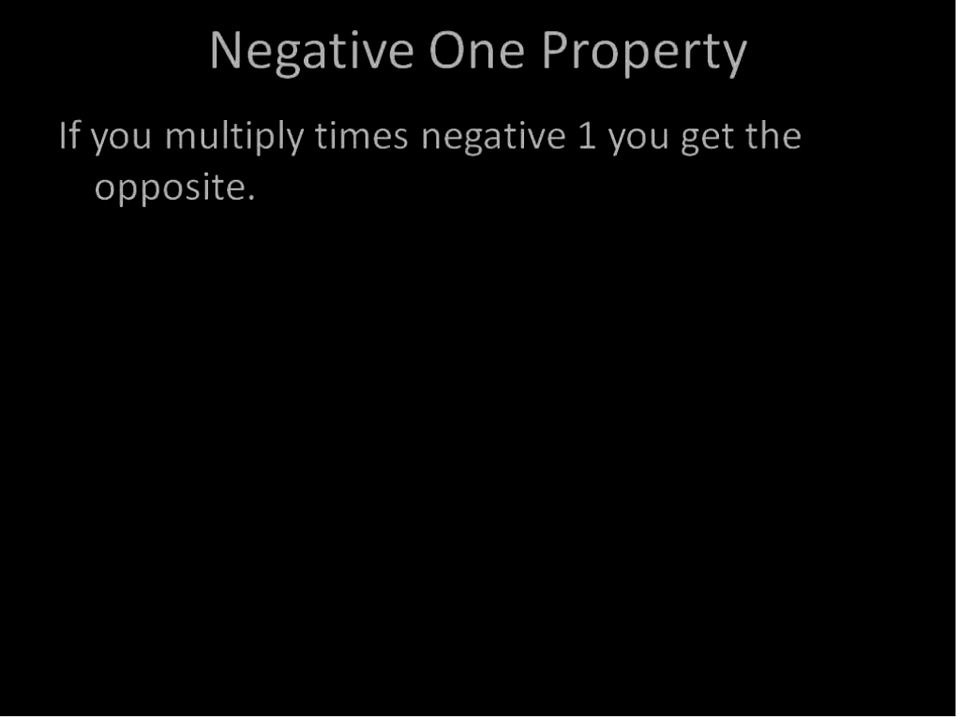 Negative One Property
If you multiply times negative 1 you get the
opposite.